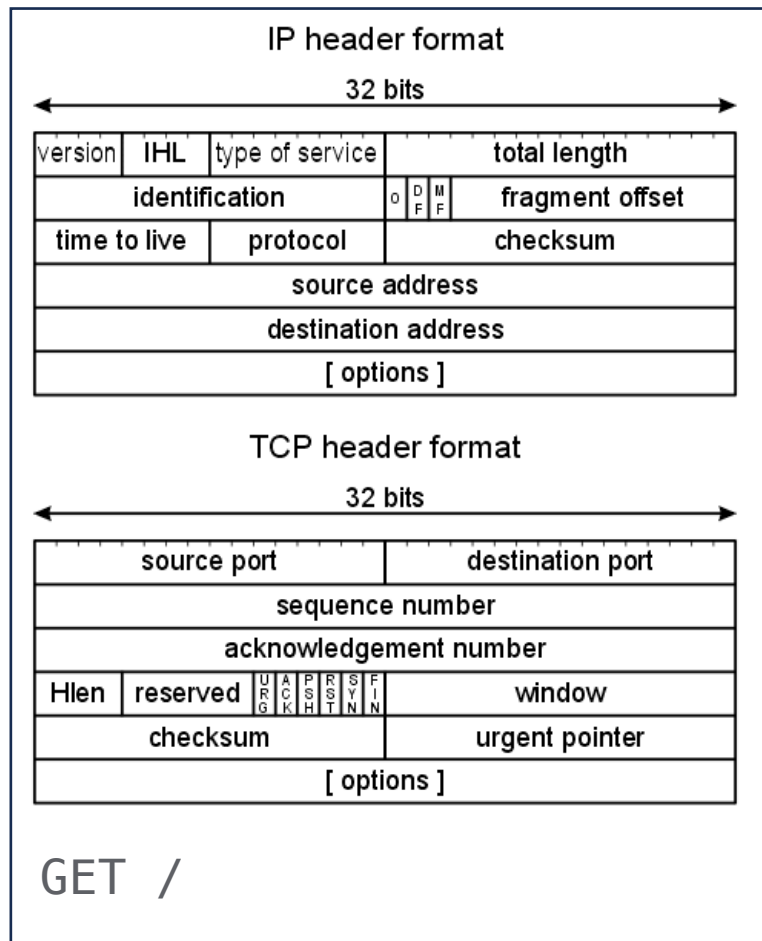 IP header format
32 bits
version IHL type of service total length
identification o DF MF fragment offset
time to live protocol checksum
source address
destination address
[ options ]
TCP header format
32 bits
source port destination port
sequence number
acknowledgement number
Hlen reserved URG ACK PSH RST SYN FIN window
checksum urgent pointer
[ options ]
GET /